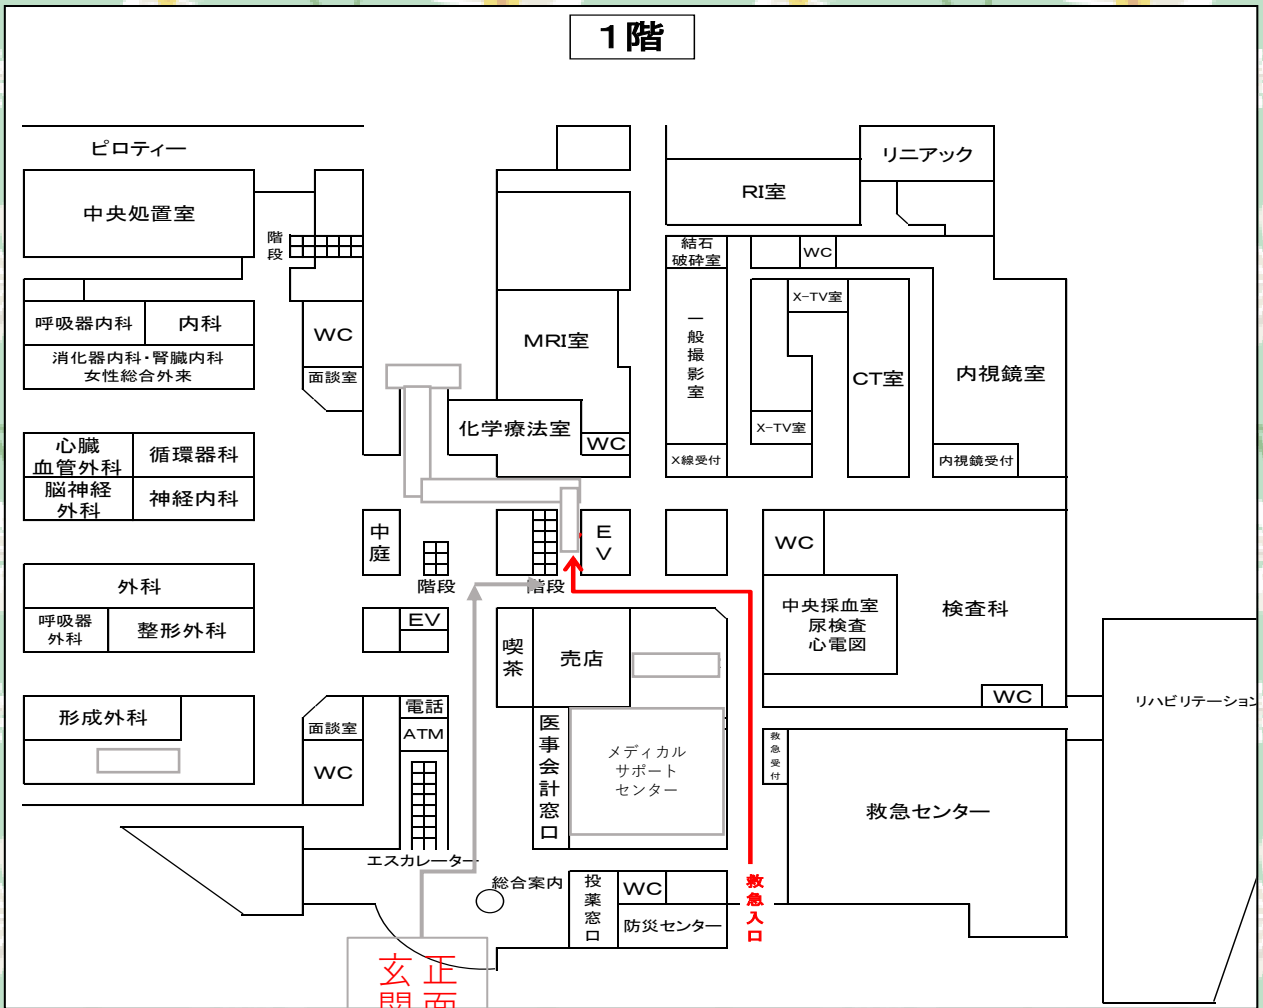 1階
ピロティー
リニアック
RI室
中央処置室
階段
結石
破砕室
WC
X-TV室
呼吸器内科
内科
WC
MRI室
一般撮影室
消化器内科・腎臓内科
女性総合外来
面談室
CT室
内視鏡室
化学療法室
WC
X-TV室
心臓
血管外科
循環器科
X線受付
内視鏡受付
脳神経
外科
神経内科
中庭
EV
WC
階段
階段
外科
中央採血室
尿検査
心電図
検査科
呼吸器
外科
整形外科
EV
喫茶
売店
WC
リハビリテーション
形成外科
面談室
電話
ATM
医事会計窓口
メディカル
サポート
センター
救急受付
WC
救急センター
エスカレーター
総合案内
投薬窓口
WC
防災センター
救急入口
正面
玄関